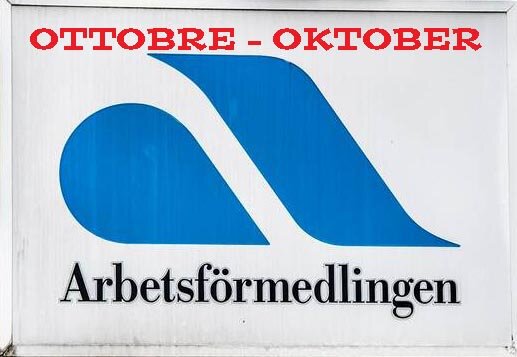 OTTOBRE - OKTOBER
Arbetsförmedlingen